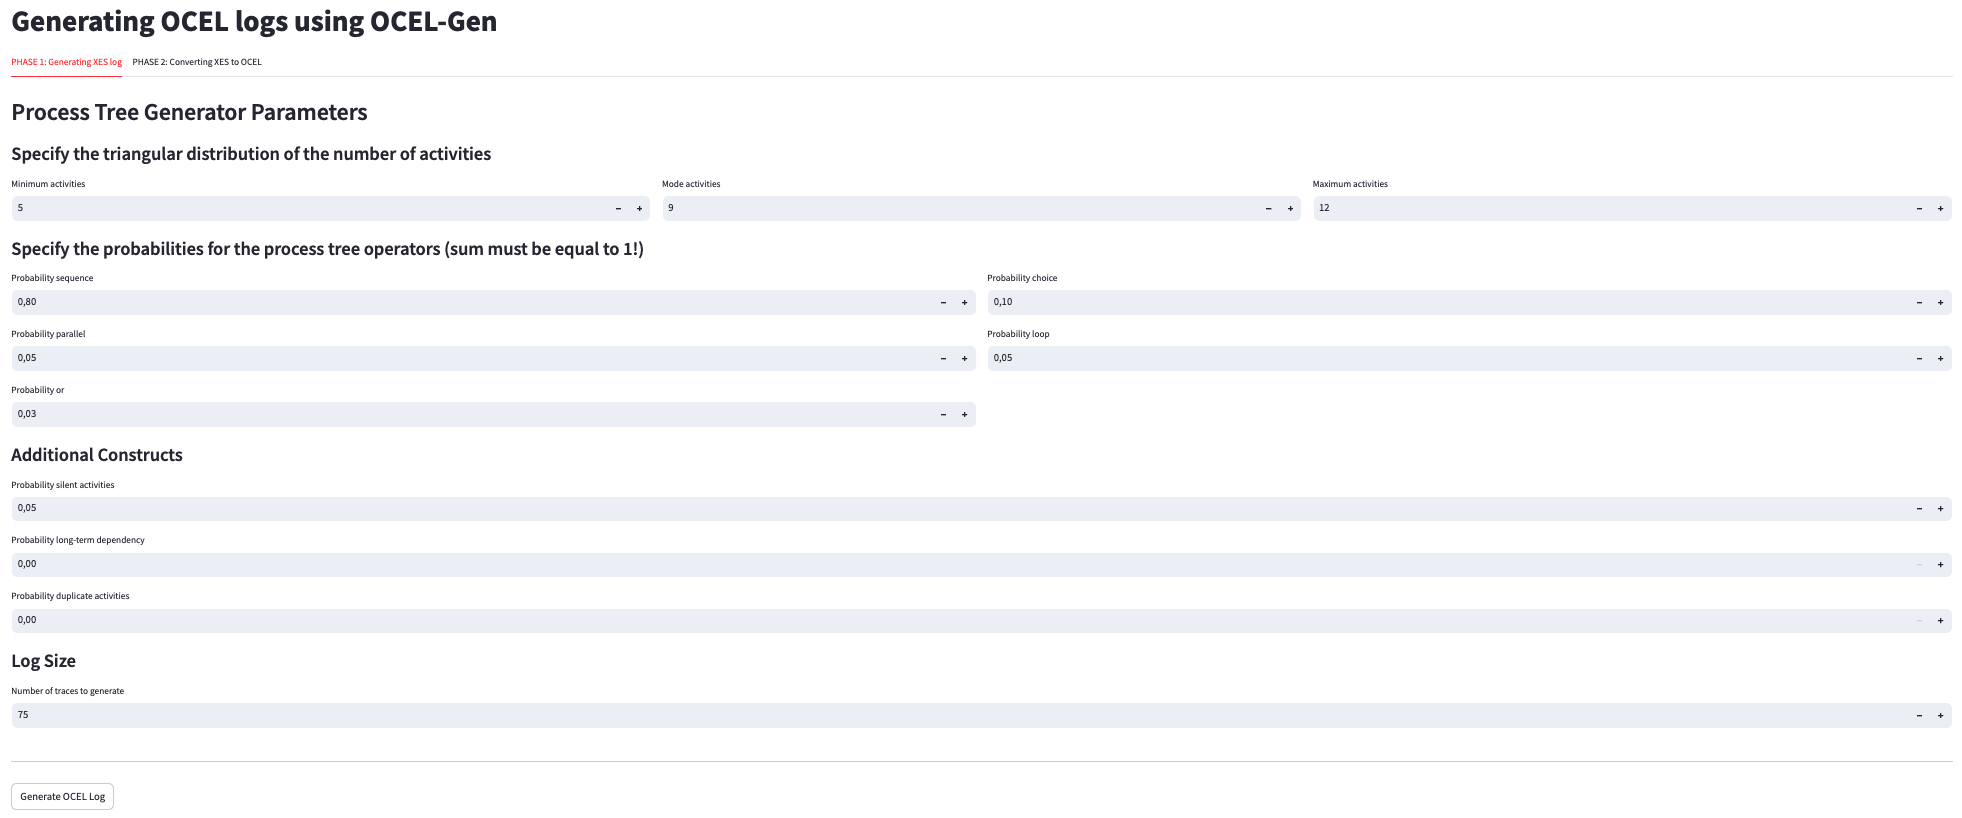 Generating OCEL logs using OCEL-Gen
PHASE 1: Generating XES log PHASE 2: Converting XES to OCEL
Process Tree Generator Parameters
Specify the triangular distribution of the number of activities
Minimum activities Mode activities Maximum activities
5 − + 9 − + 12 − +
Specify the probabilities for the process tree operators (sum must be equal to 1!)
Probability sequence Probability choice
0,80 − + 0,10 − +
Probability parallel Probability loop
0,05 − + 0,05 − +
Probability or
0,03 − +
Additional Constructs
Probability silent activities
0,05 − +
Probability long-term dependency
0,00 − +
Probability duplicate activities
0,00 − +
Log Size
Number of traces to generate
75 − +
Generate OCEL Log